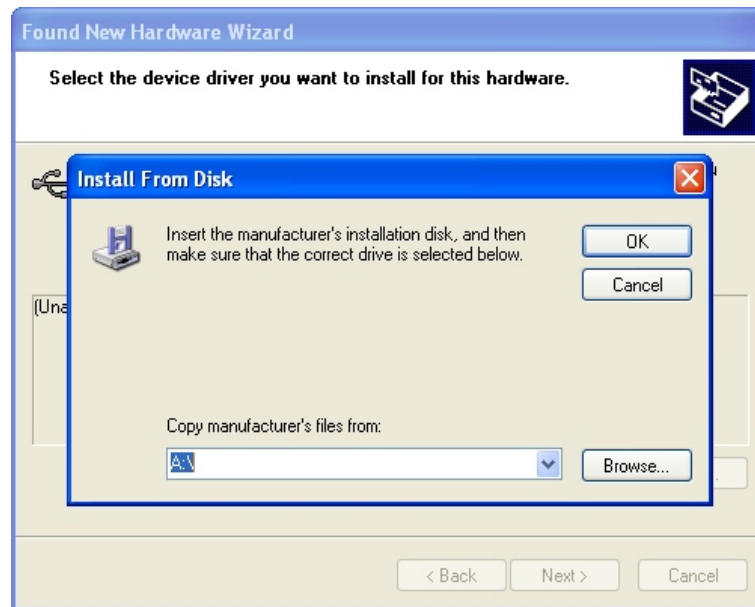 Found New Hardware Wizard
Select the device driver you want to install for this hardware.
Install From Disk
Insert the manufacturer's installation disk, and then
make sure that the correct drive is selected below.
OK
Cancel
(Una
Copy manufacturer's files from:
A:\
Browse...
< Back
Next >
Cancel